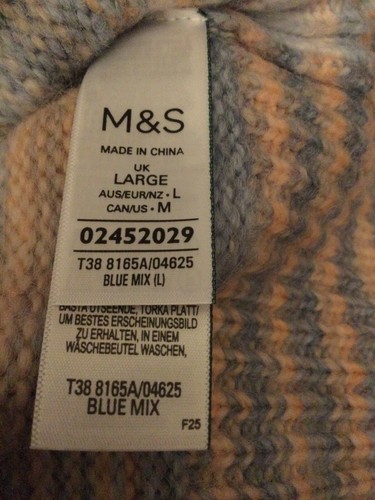 M&S
MADE IN CHINA
UK
LARGE
AUS/EUR/NZ • L
CAN/US • M
02452029
T38 8165A/04625
BLUE MIX (L)
BÄSTA UTSEENDE, TORKA PLATT/
UM BESTES ERSCHEINUNGSBILD
ZU ERHALTEN, IN EINEM
WÄSCHEBEUTEL WASCHEN,
T38 8165A/04625
BLUE MIX
F25